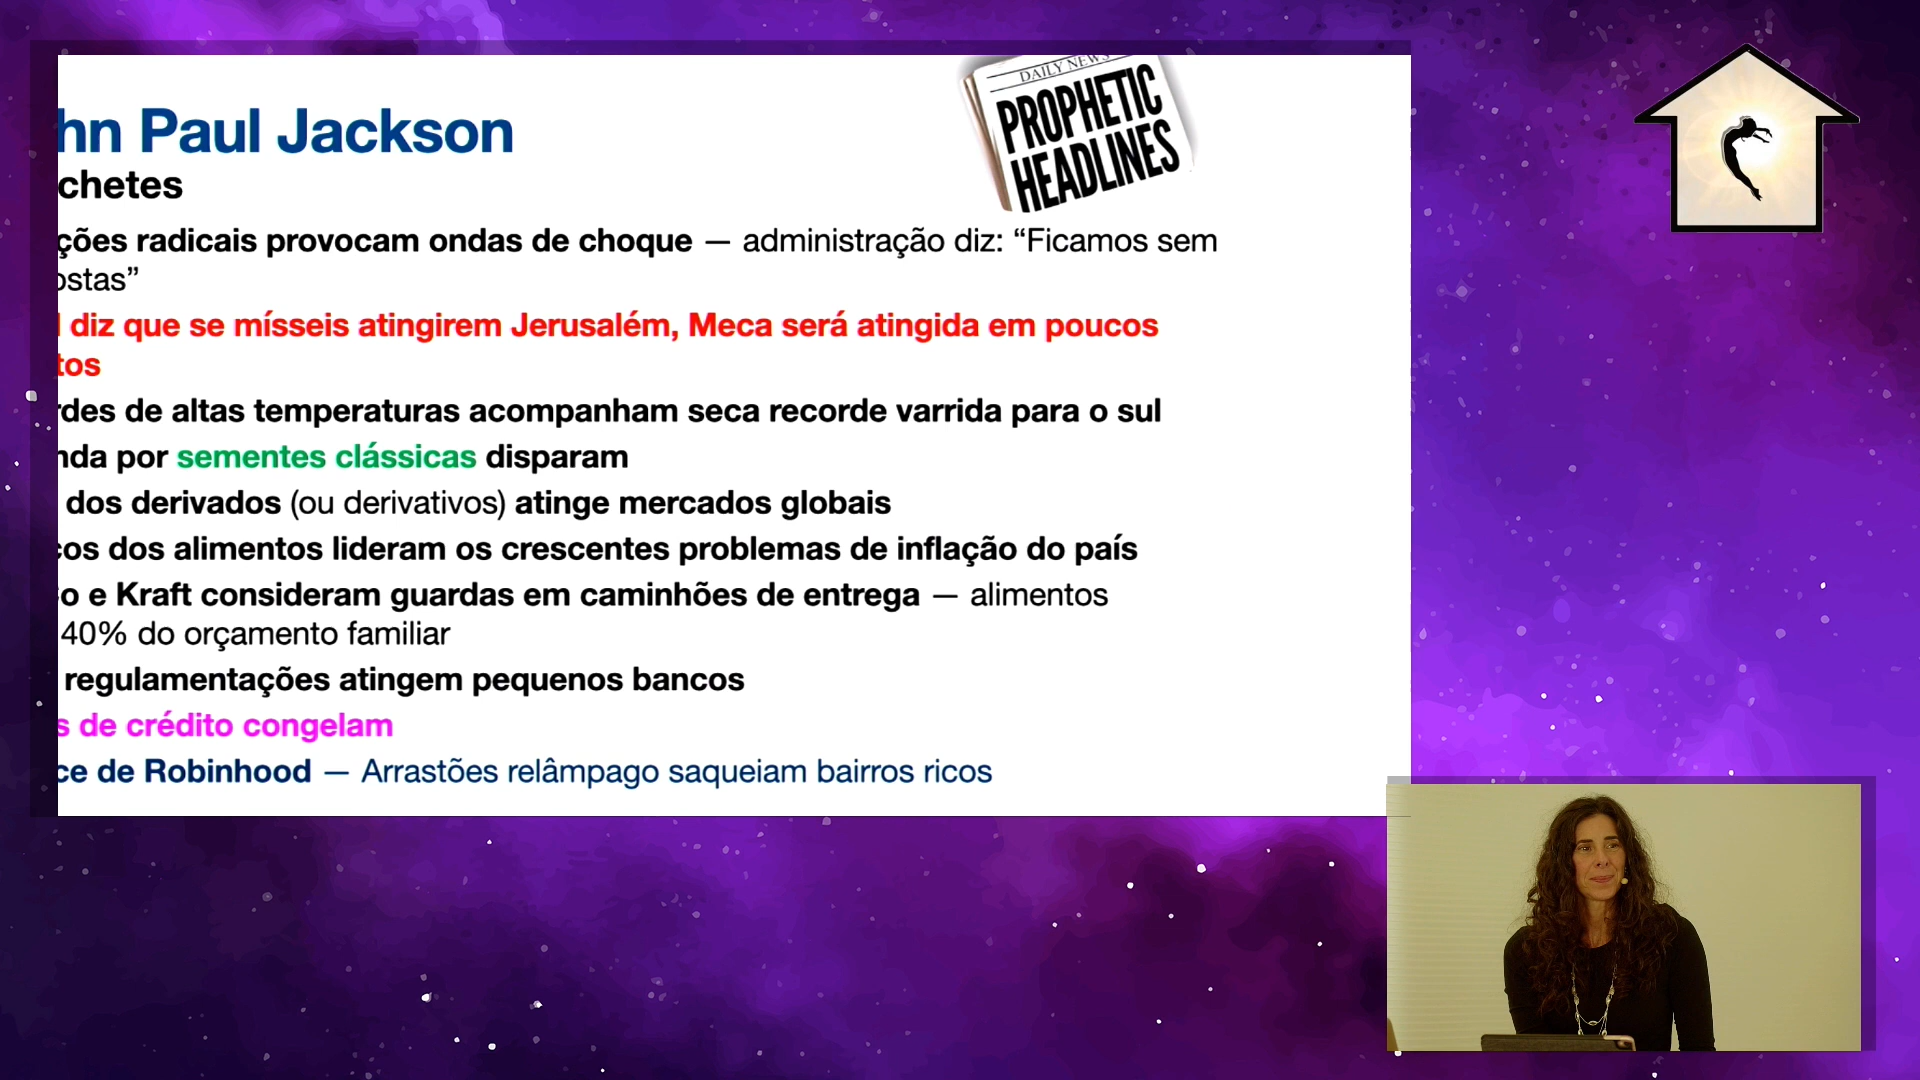 DAILY NEWS
PROPHETIC
HEADLINES
hn Paul Jackson
chetes
ções radicais provocam ondas de choque — administração diz: “Ficamos sem
ostas”
diz que se mísseis atingirem Jerusalém, Meca será atingida em poucos
tos
rdes de altas temperaturas acompanham seca recorde varrida para o sul
nda por sementes clássicas disparam
dos derivados (ou derivativos) atinge mercados globais
ços dos alimentos lideram os crescentes problemas de inflação do país
o e Kraft consideram guardas em caminhões de entrega — alimentos
40% do orçamento familiar
regulamentações atingem pequenos bancos
s de crédito congelam
ce de Robinhood — Arrastões relâmpago saqueiam bairros ricos